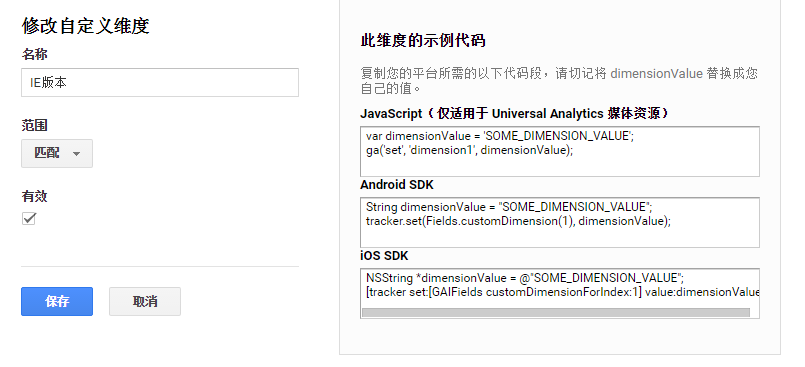 修改自定义维度
名称
IE版本
范围
匹配
有效
保存
取消
此维度的示例代码
复制您的平台所需的以下代码段，请切记将 dimensionValue 替换成您
自己的值。
JavaScript（仅适用于 Universal Analytics 媒体资源）
var dimensionValue = 'SOME_DIMENSION_VALUE';
ga('set', 'dimension1', dimensionValue);
Android SDK
String dimensionValue = "SOME_DIMENSION_VALUE";
tracker.set(Fields.customDimension(1), dimensionValue);
iOS SDK
NSString *dimensionValue = @"SOME_DIMENSION_VALUE";
[tracker set:[GAIFields customDimensionForIndex:1] value:dimensionValue